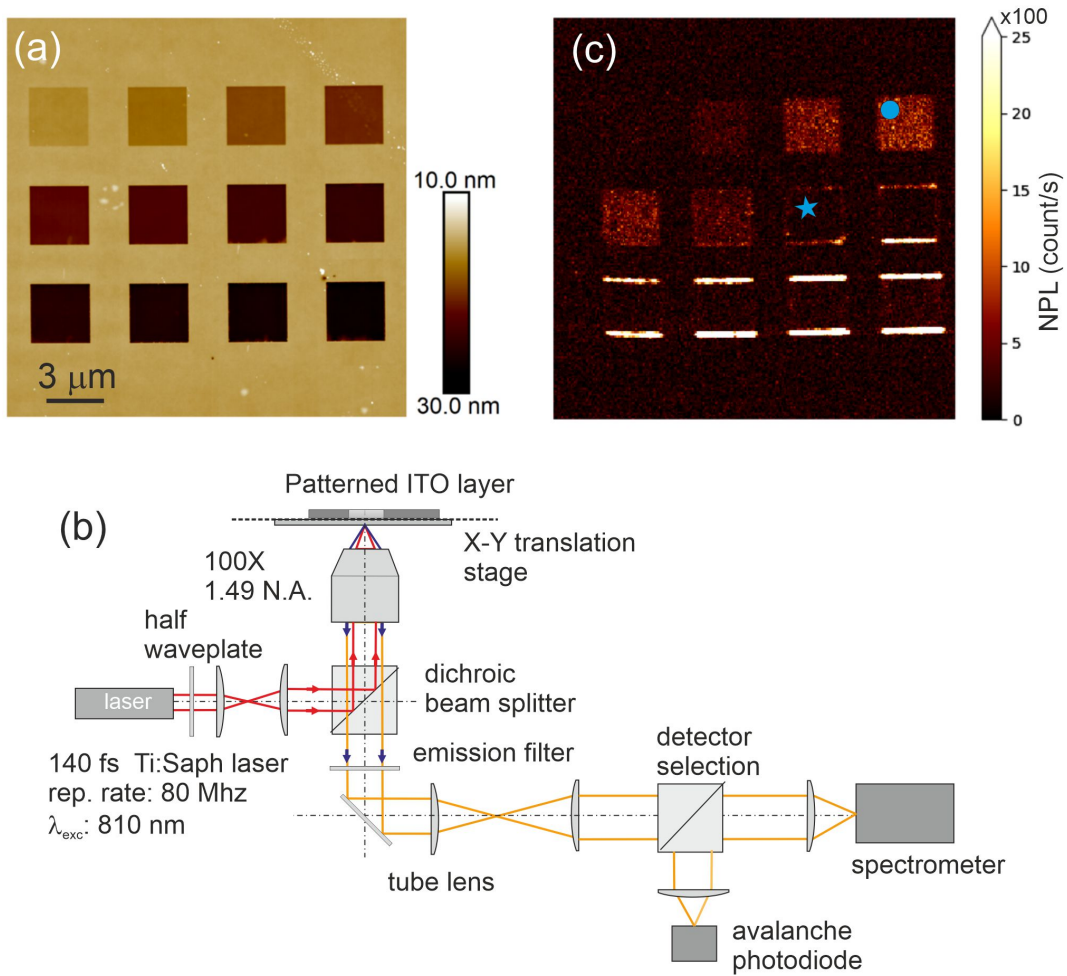 (a)
10.0 nm
30.0 nm
3 μm
(c)
x100
25
20
15
10
5
0
NPL (count/s)
(b)
Patterned ITO layer
X-Y translation
stage
100X
1.49 N.A.
half
waveplate
laser
dichroic
beam splitter
emission filter
140 fs Ti:Saph laser
rep. rate: 80 Mhz
λexc: 810 nm
detector
selection
tube lens
spectrometer
avalanche
photodiode